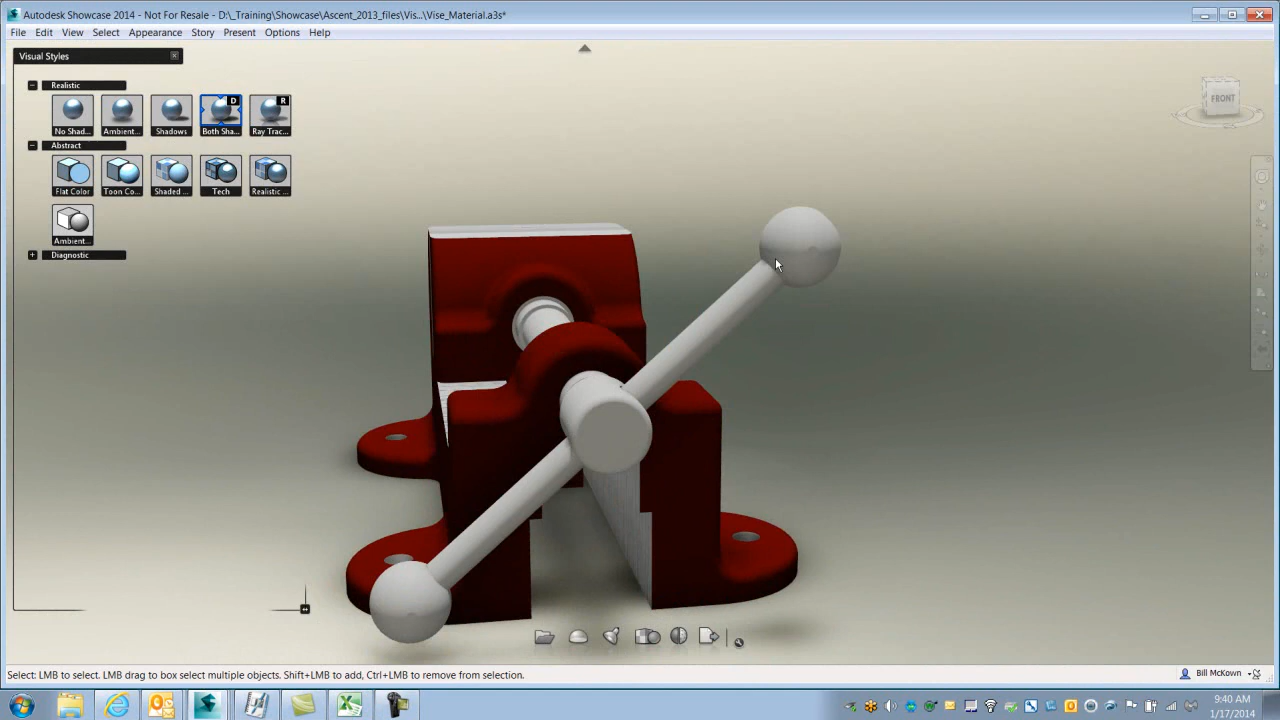 Autodesk Showcase 2014 - Not For Resale - D:\_Training\Showcase\Ascent_2013_files\Vis...\Vise_Material.a3s*
File Edit View Select Story Appearance Present Options Help
Visual Styles
Realistic
D
R
No Shad... Ambient... Shadows Both Sha... Ray Trac...
Abstract
Flat Color Toon Co... Shaded ... Tech Realistic ...
Ambient...
Diagnostic
FRONT
Select: LMB to select. LMB drag to box select multiple objects. Shift+LMB to add, Ctrl+LMB to remove from selection.
Bill McKown
9:40 AM
1/17/2014